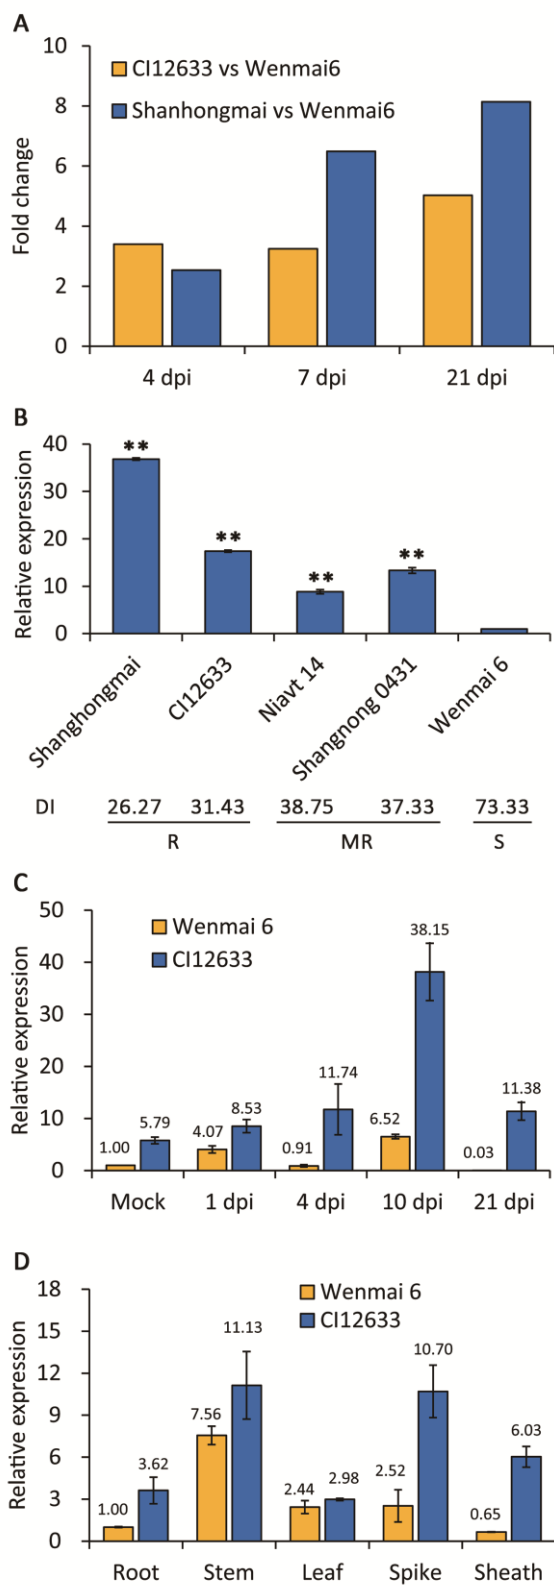 A
10
CI12633 vs Wenmai6
Shanhongmai vs Wenmai6
8
6
4
2
0
Fold change
4 dpi 7 dpi 21 dpi
B
40
30
20
10
0
Relative expression
** ** ** **
Shanghongmai CI12633 Niavt 14 Shangnong 0431 Wenmai 6
DI 26.27 31.43 38.75 37.33 73.33
R MR S
C
50
40
30
20
10
0
Relative expression
Wenmai 6
CI12633
1.00 5.79 4.07 8.53 0.91 11.74 6.52 38.15 0.03 11.38
Mock 1 dpi 4 dpi 10 dpi 21 dpi
D
18
15
12
9
6
3
0
Relative expression
Wenmai 6
CI12633
1.00 3.62 7.56 11.13 2.44 2.98 2.52 10.70 0.65 6.03
Root Stem Leaf Spike Sheath